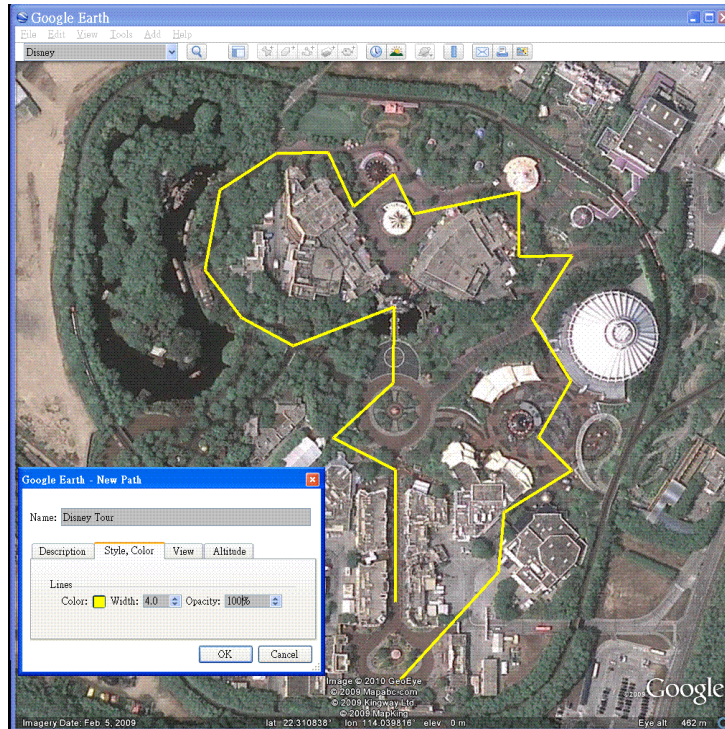 Google Earth
File Edit View Tools Add Help
Disney
Google Earth - New Path
Name: Disney Tour
Description Style, Color View Altitude
Lines
Color: Width: 4.0 Opacity: 100%
OK Cancel
Image © 2010 GeoEye
© 2009 Mapabc.com
© 2009 Kingway Ltd.
© 2009 MapKing
©2009 Google
Imagery Date: Feb. 5, 2009 lat 22.310838° lon 114.039816° elev 0 m Eye alt 462 m